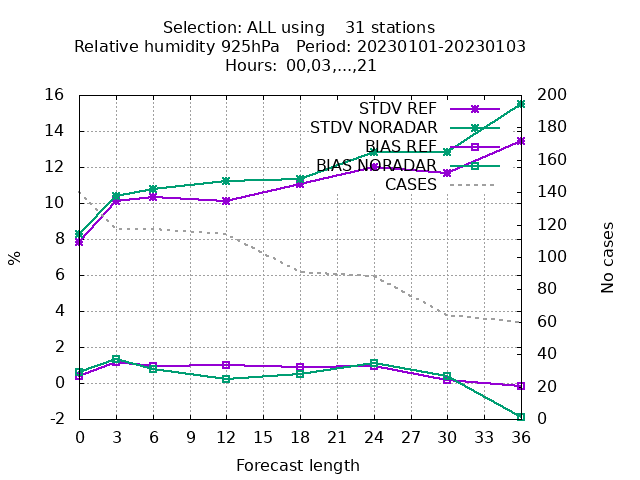 Selection: ALL using    31 stations
Relative humidity 925hPa   Period: 20230101-20230103
Hours: 00,03,...,21
STDV REF
STDV NORADAR
BIAS REF
BIAS NORADAR
CASES
16
14
12
10
8
6
4
2
0
-2
%
200
180
160
140
120
100
80
60
40
20
0
No cases
0 3 6 9 12 15 18 21 24 27 30 33 36
Forecast length